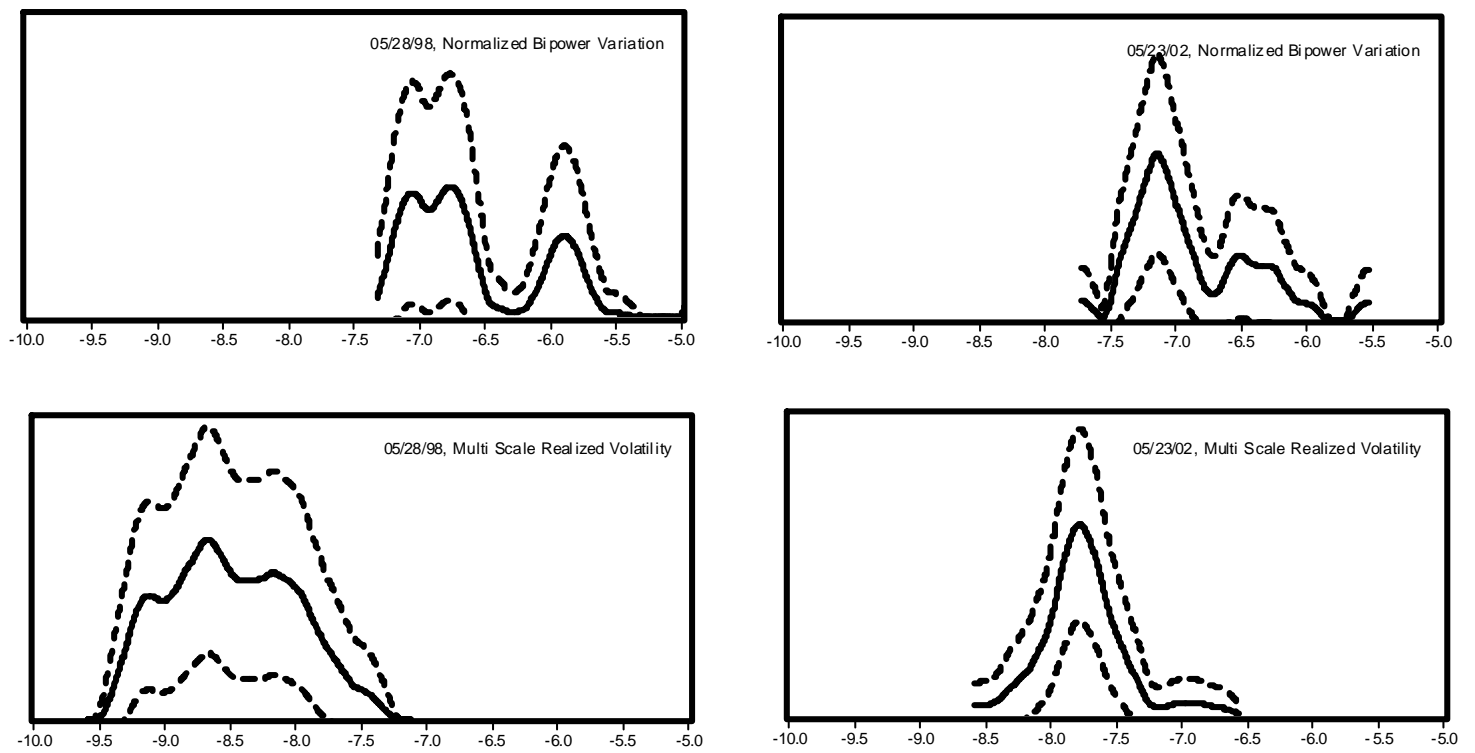 05/28/98, Normalized Bipower Variation
-10.0 -9.5 -9.0 -8.5 -8.0 -7.5 -7.0 -6.5 -6.0 -5.5 -5.0
05/23/02, Normalized Bipower Variation
-10.0 -9.5 -9.0 -8.5 -8.0 -7.5 -7.0 -6.5 -6.0 -5.5 -5.0
05/28/98, Multi Scale Realized Volatility
-10.0 -9.5 -9.0 -8.5 -8.0 -7.5 -7.0 -6.5 -6.0 -5.5 -5.0
05/23/02, Multi Scale Realized Volatility
-10.0 -9.5 -9.0 -8.5 -8.0 -7.5 -7.0 -6.5 -6.0 -5.5 -5.0